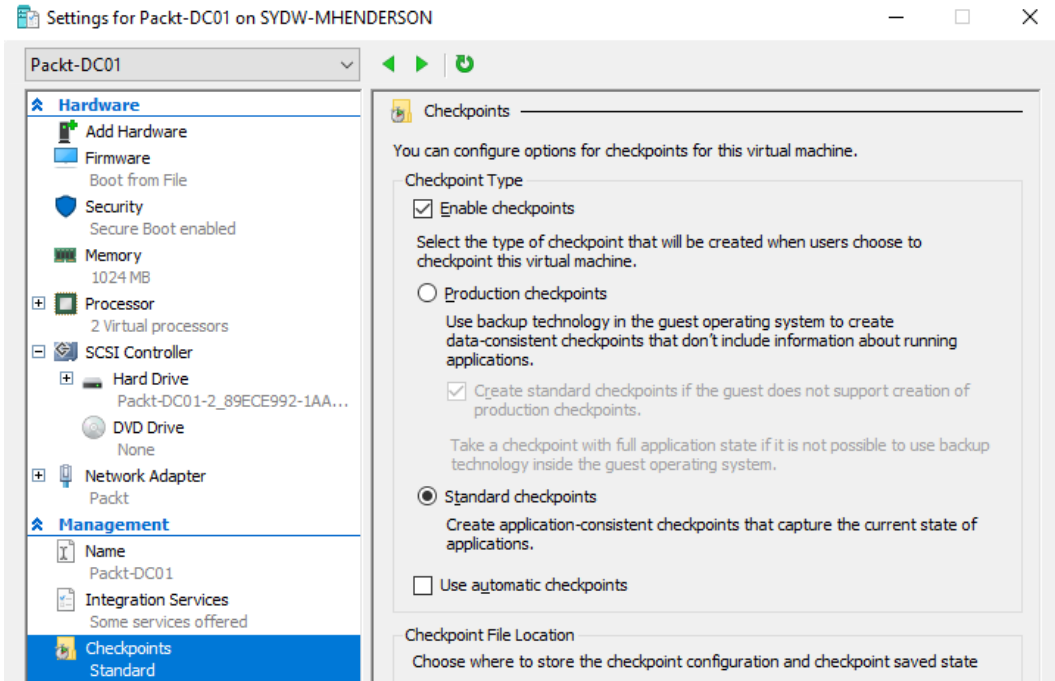 Settings for Packt-DC01 on SYDW-MHENDERSON
Packt-DC01
Hardware
Add Hardware
Firmware
Boot from File
Security
Secure Boot enabled
Memory
1024 MB
Processor
2 Virtual processors
SCSI Controller
Hard Drive
Packt-DC01-2_89ECE992-1AA...
DVD Drive
None
Network Adapter
Packt
Management
Name
Packt-DC01
Integration Services
Some services offered
Checkpoints
Standard
Checkpoints
You can configure options for checkpoints for this virtual machine.
Checkpoint Type
Enable checkpoints
Select the type of checkpoint that will be created when users choose to
checkpoint this virtual machine.
Production checkpoints
Use backup technology in the guest operating system to create
data-consistent checkpoints that don't include information about running
applications.
Create standard checkpoints if the guest does not support creation of
production checkpoints.
Take a checkpoint with full application state if it is not possible to use backup
technology inside the guest operating system.
Standard checkpoints
Create application-consistent checkpoints that capture the current state of
applications.
Use automatic checkpoints
Checkpoint File Location
Choose where to store the checkpoint configuration and checkpoint saved state